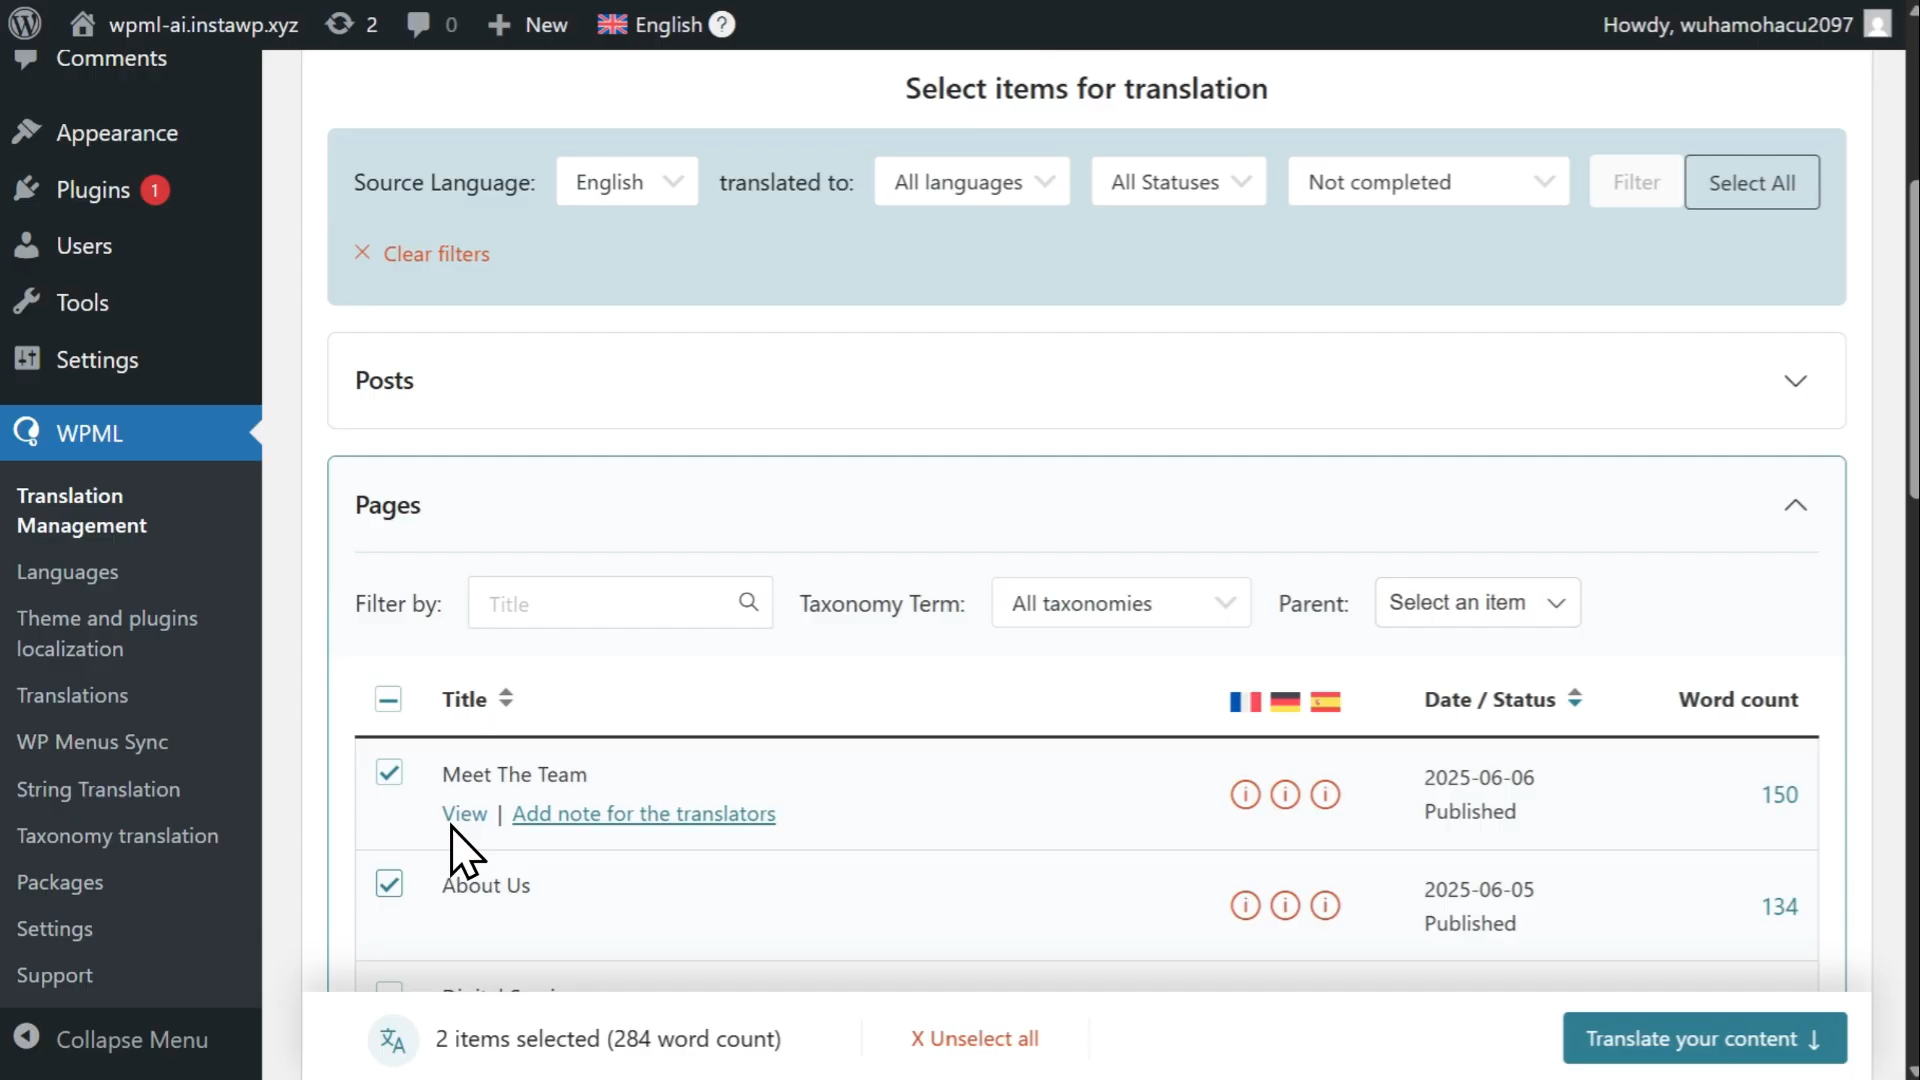 wpml-ai.instawp.xyz 2 0 New English ? Howdy, wuhamohacu2097
Comments
Appearance
Plugins 1
Users
Tools
Settings
WPML
Translation
Management
Languages
Theme and plugins
localization
Translations
WP Menus Sync
String Translation
Taxonomy translation
Packages
Settings
Support
Collapse Menu
Select items for translation
Source Language: English translated to: All languages All Statuses Not completed Filter Select All
Clear filters
Posts
Pages
Filter by: Title Taxonomy Term: All taxonomies Parent: Select an item
Title Date / Status Word count
Meet The Team 2025-06-06 150
View | Add note for the translators Published
About Us 2025-06-05 134
Published
2 items selected (284 word count) X Unselect all Translate your content ↓